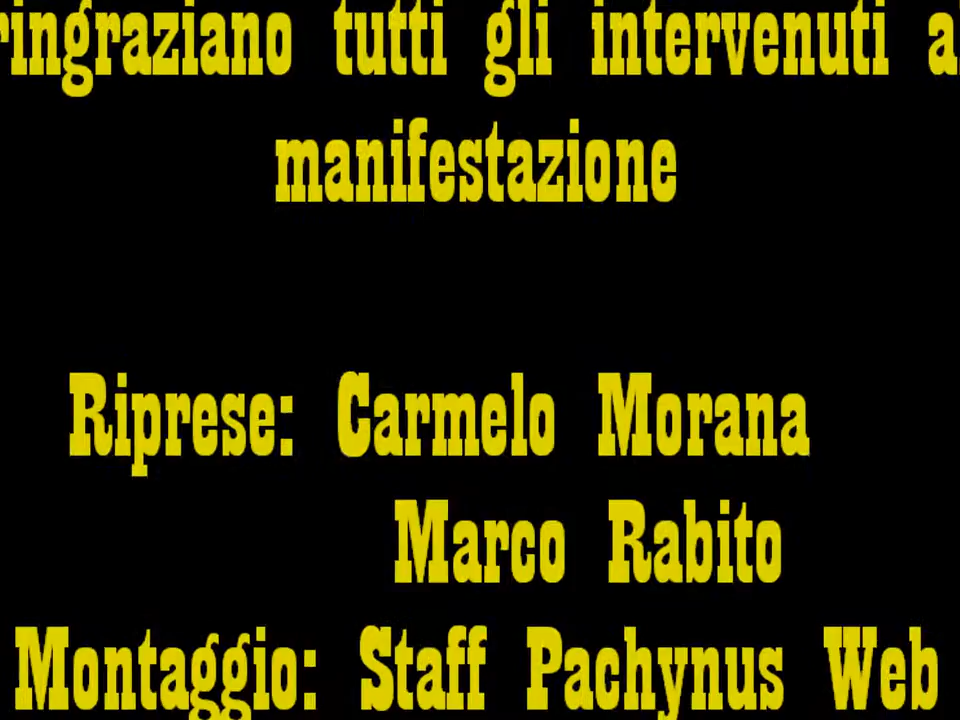 ringraziano tutti gli intervenuti
manifestazione
Riprese: Carmelo Morana
Marco Rabito
Montaggio: Staff Pachynus Web